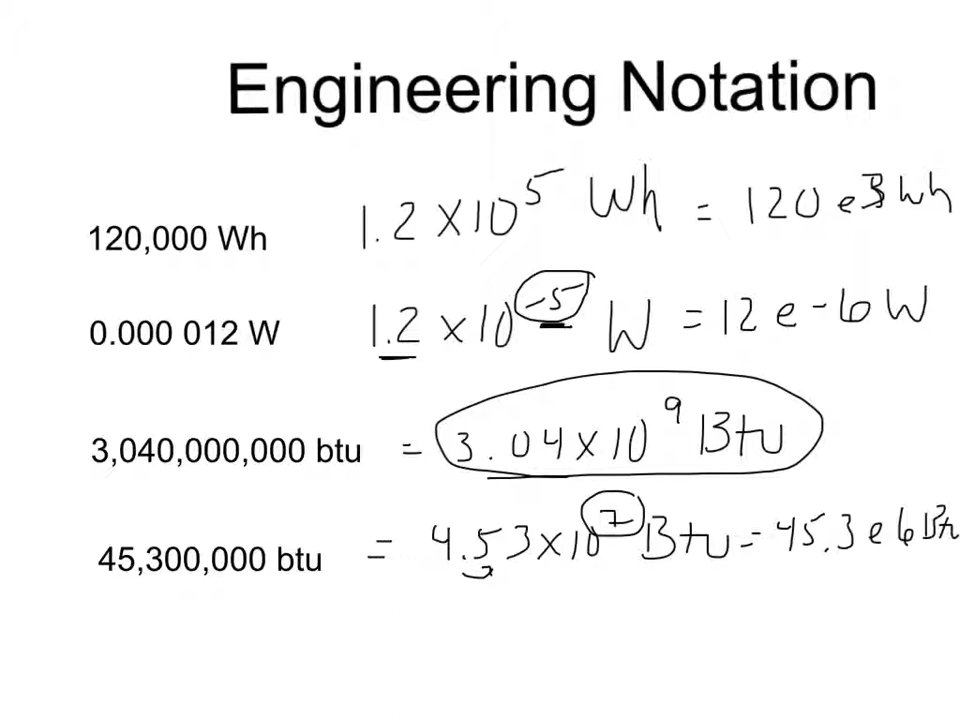 Engineering Notation
120,000 Wh 1.2 x 10^5 Wh = 120 e3 Wh
0.000 012 W 1.2 x 10^-5 W = 12 e-6 W
3,040,000,000 btu = 3.04 x 10^9 Btu
45,300,000 btu = 4.53 x 10^7 Btu = 45.3 e 6